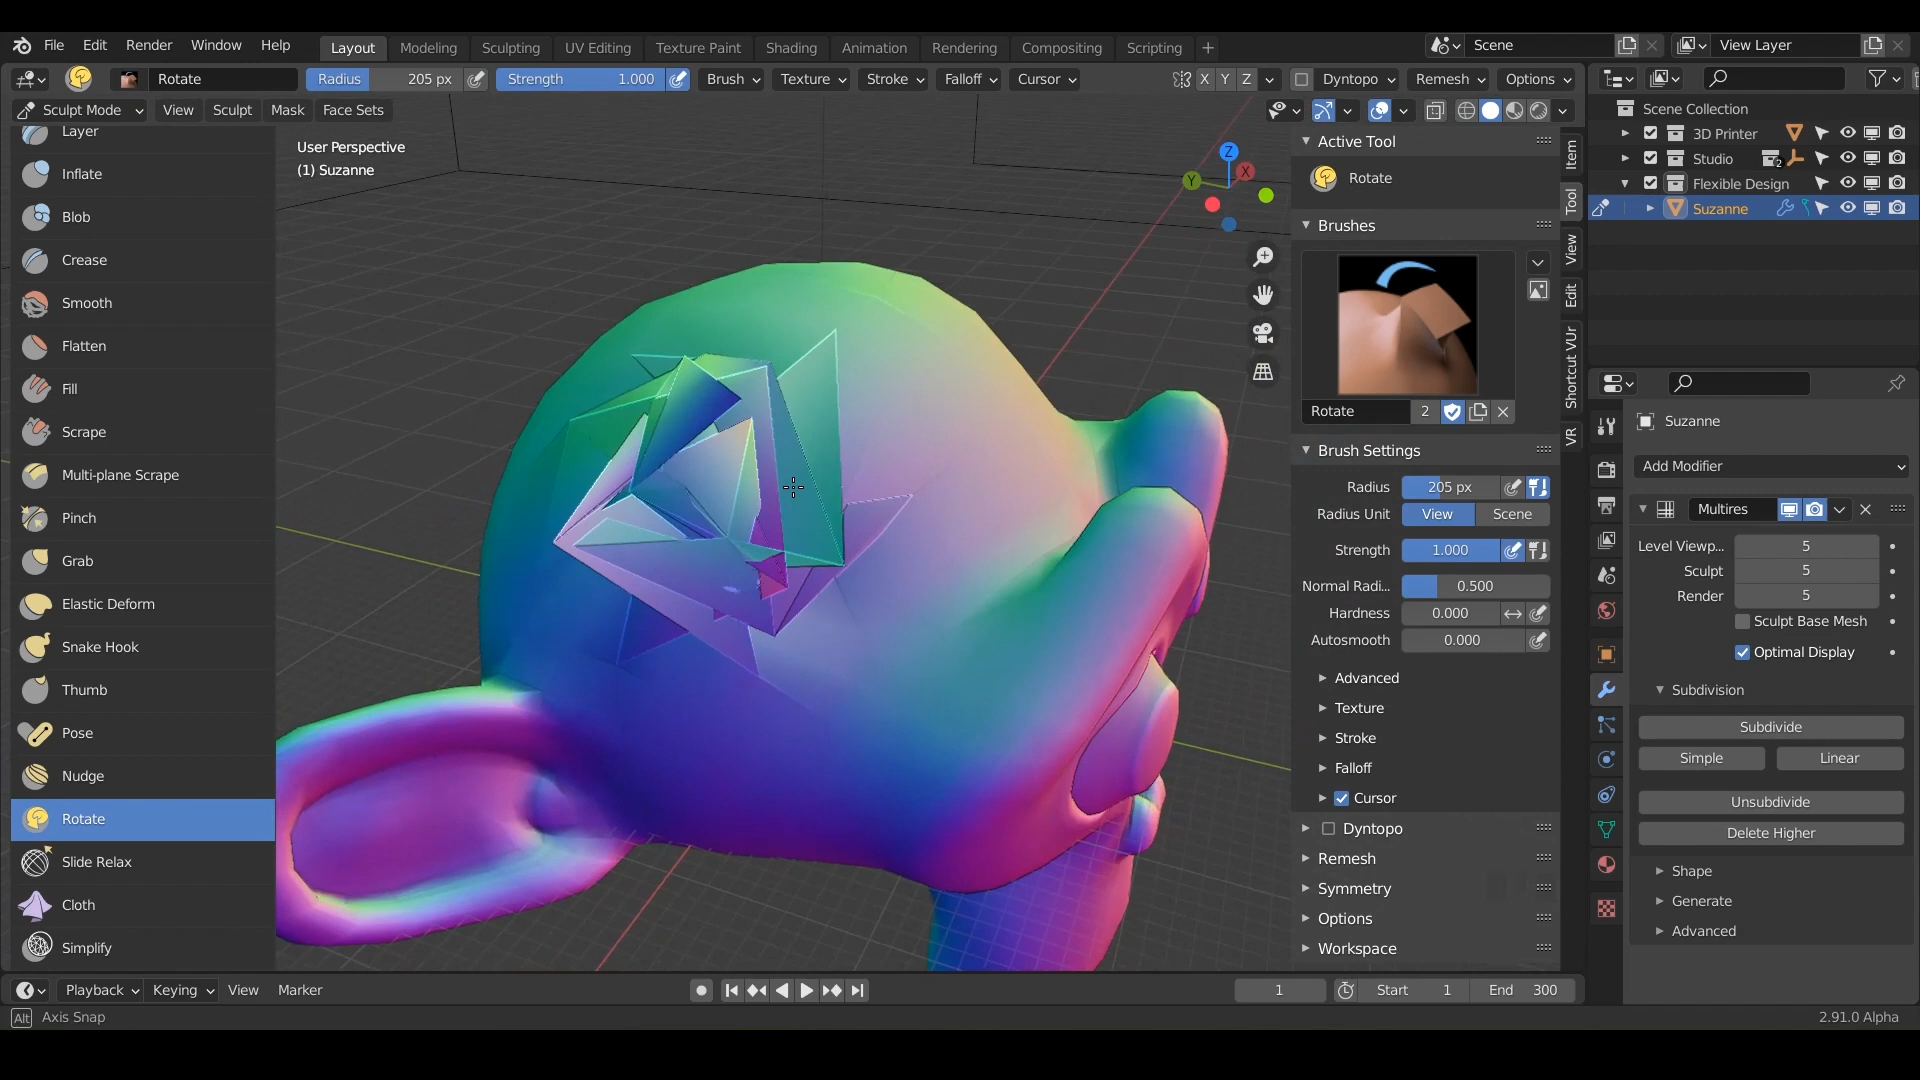 File Edit Render Window Help Layout Modeling Sculpting UV Editing Texture Paint Shading Animation Rendering Compositing Scripting + Scene View Layer
Rotate Radius 205 px Strength 1.000 Brush Texture Stroke Falloff Cursor X Y Z Dyntopo Remesh Options
Sculpt Mode View Sculpt Mask Face Sets
Layer
Inflate
Blob
Crease
Smooth
Flatten
Fill
Scrape
Multi-plane Scrape
Pinch
Grab
Elastic Deform
Snake Hook
Thumb
Pose
Nudge
Rotate
Slide Relax
Cloth
Simplify
User Perspective
(1) Suzanne
Z
Y
X
Active Tool
Rotate
Brushes
Rotate 2
Brush Settings
Radius 205 px
Radius Unit View Scene
Strength 1.000
Normal Radi... 0.500
Hardness 0.000
Autosmooth 0.000
Advanced
Texture
Stroke
Falloff
Cursor
Dyntopo
Remesh
Symmetry
Options
Workspace
Item
Tool
View
Edit
Shortcut VUr
VR
Scene Collection
3D Printer
Studio 2
Flexible Design
Suzanne
Suzanne
Add Modifier
Multires
Level Viewp... 5
Sculpt 5
Render 5
Sculpt Base Mesh
Optimal Display
Subdivision
Subdivide
Simple Linear
Unsubdivide
Delete Higher
Shape
Generate
Advanced
Playback Keying View Marker 1 Start 1 End 300
Alt Axis Snap 2.91.0 Alpha